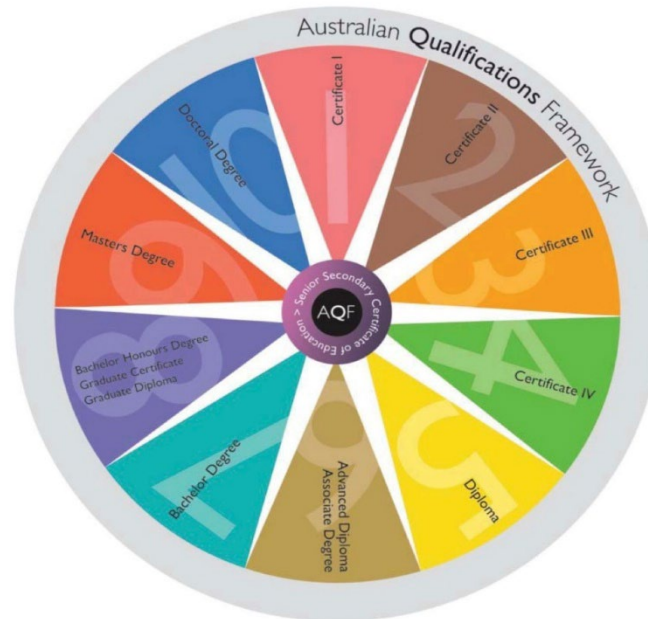 Australian Qualifications Framework
1
Certificate I
2
Certificate II
3
Certificate III
4
Certificate IV
5
Diploma
6
Advanced Diploma
Associate Degree
7
Bachelor Degree
8
Bachelor Honours Degree
Graduate Certificate
Graduate Diploma
9
Masters Degree
10
Doctoral Degree
Senior Secondary Certificate of Education >
AQF